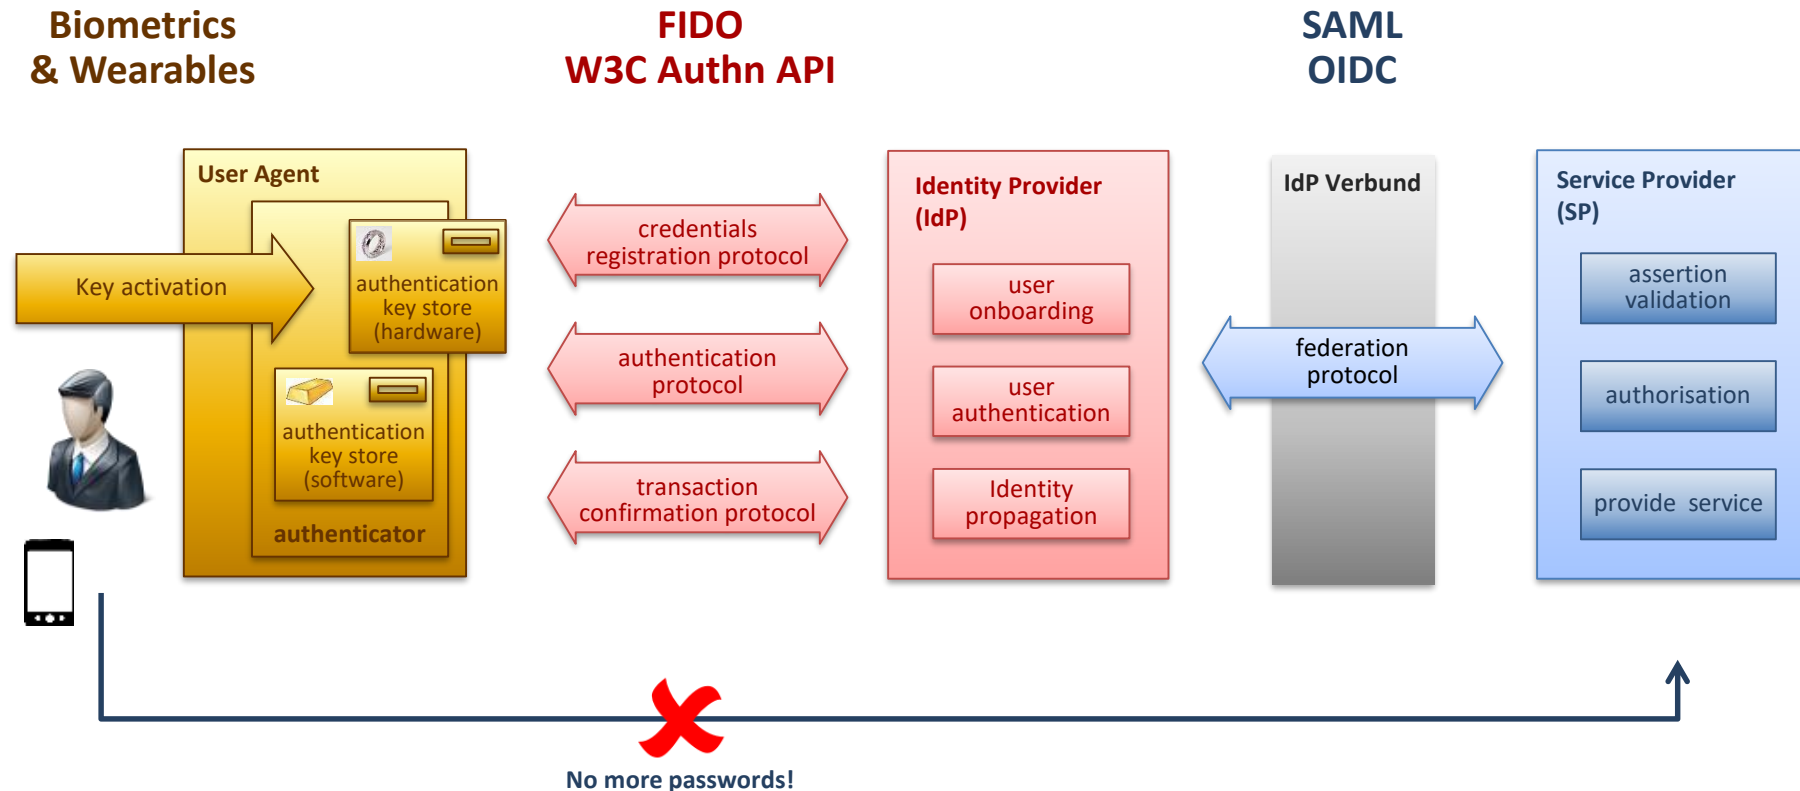 Biometrics
& Wearables
FIDO
W3C Authn API
SAML
OIDC
User Agent
Key activation
authentication
key store
(hardware)
authentication
key store
(software)
authenticator
credentials
registration protocol
authentication
protocol
transaction
confirmation protocol
Identity Provider
(IdP)
user
onboarding
user
authentication
Identity
propagation
IdP Verbund
federation
protocol
Service Provider
(SP)
assertion
validation
authorisation
provide service
No more passwords!